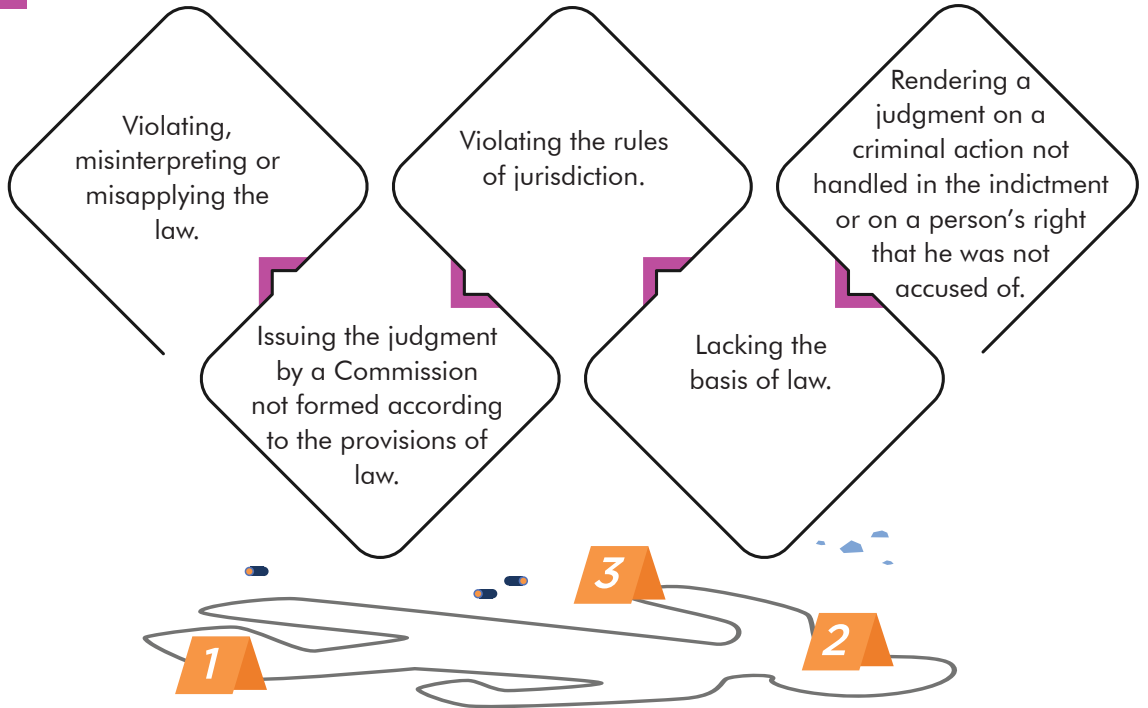 Violating,
misinterpreting or
misapplying the
law.
Issuing the judgment
by a Commission
not formed according
to the provisions of
law.
Violating the rules
of jurisdiction.
Lacking the
basis of law.
Rendering a
judgment on a
criminal action not
handled in the indictment
or on a person’s right
that he was not
accused of.
1
3
2